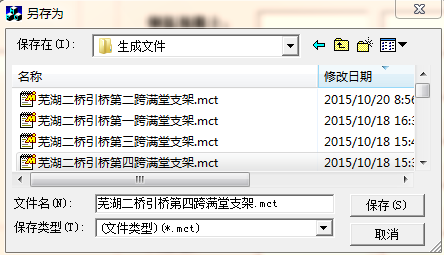 另存为
保存在(I): 生成文件
名称 修改日期
芜湖二桥引桥第二跨满堂支架.mct 2015/10/20 8:56
芜湖二桥引桥第一跨满堂支架.mct 2015/10/18 16:3
芜湖二桥引桥第三跨满堂支架.mct 2015/10/18 15:4
芜湖二桥引桥第四跨满堂支架.mct 2015/10/18 15:3
文件名(N): 芜湖二桥引桥第四跨满堂支架.mct 保存(S)
保存类型(T): (文件类型)(*.mct) 取消